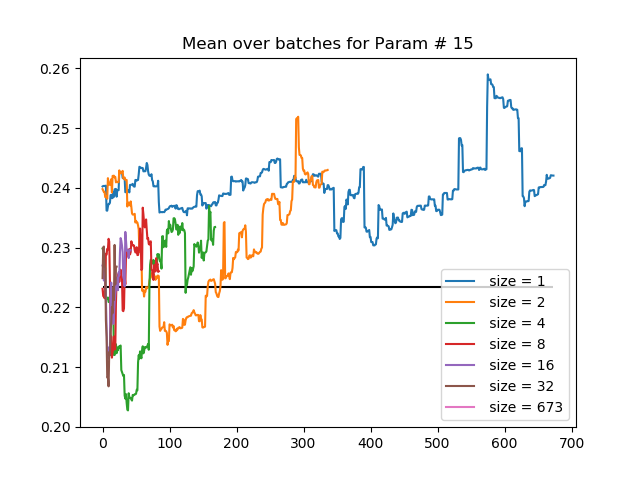 Mean over batches for Param # 15
0.26
0.25
0.24
0.23
0.22
0.21
0.20
0 100 200 300 400 500 600 700
size = 1
size = 2
size = 4
size = 8
size = 16
size = 32
size = 673